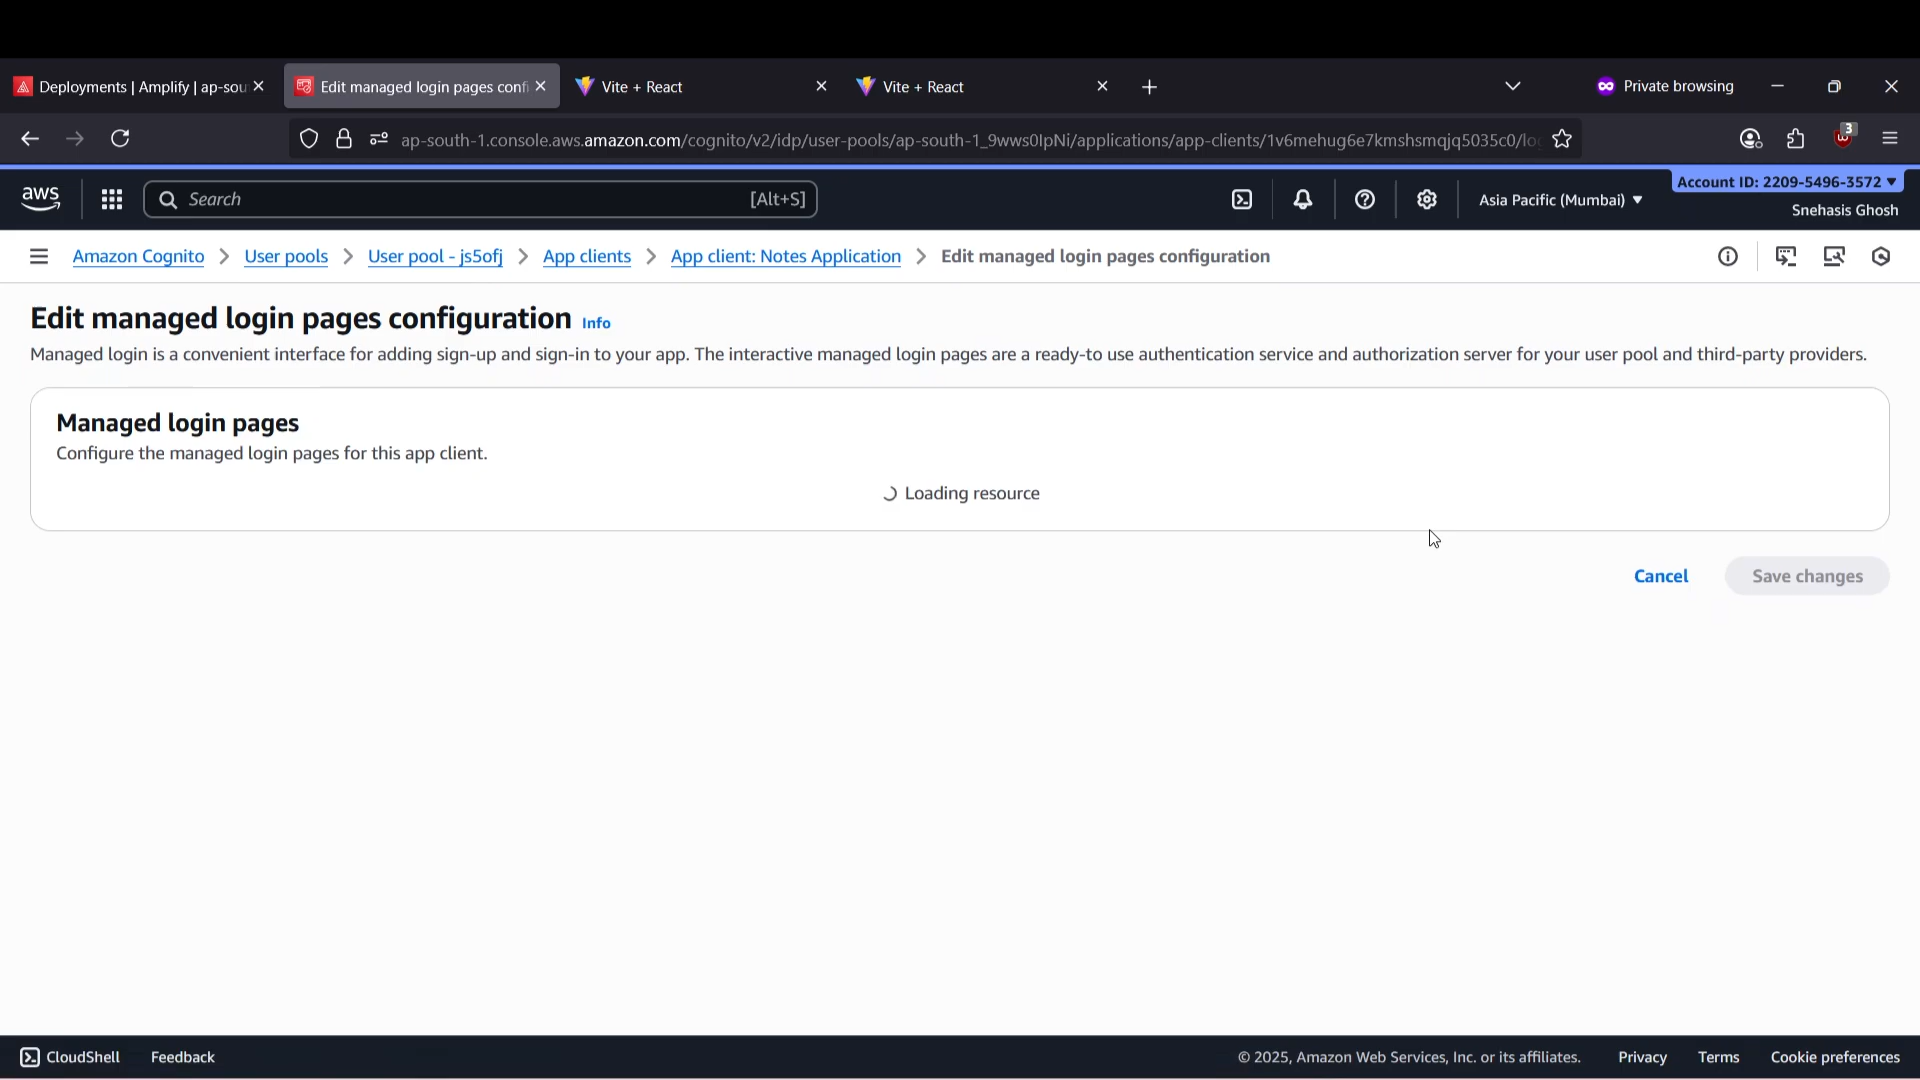 Deployments | Amplify | ap-sou
Edit managed login pages confi
Vite + React
Vite + React
Private browsing
ap-south-1.console.aws.amazon.com/cognito/v2/idp/user-pools/ap-south-1_9wws0IpNi/applications/app-clients/1v6mehug6e7kmshsmqjq5035c0/lo
3
aws
Search
[Alt+S]
Asia Pacific (Mumbai)
Account ID: 2209-5496-3572
Snehasis Ghosh
Amazon Cognito
User pools
User pool - js5ofj
App clients
App client: Notes Application
Edit managed login pages configuration
Edit managed login pages configuration Info
Managed login is a convenient interface for adding sign-up and sign-in to your app. The interactive managed login pages are a ready-to use authentication service and authorization server for your user pool and third-party providers.
Managed login pages
Configure the managed login pages for this app client.
Loading resource
Cancel
Save changes
CloudShell
Feedback
© 2025, Amazon Web Services, Inc. or its affiliates.
Privacy
Terms
Cookie preferences